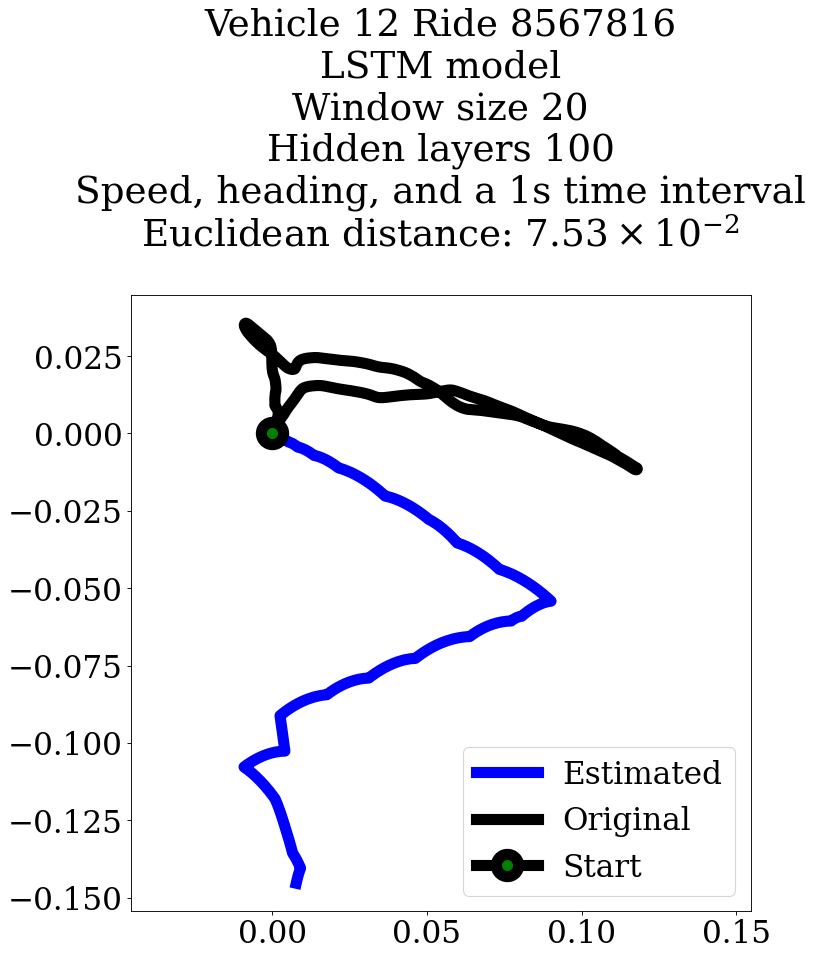 Vehicle 12 Ride 8567816
LSTM model
Window size 20
Hidden layers 100
Speed, heading, and a 1s time interval
Euclidean distance: 7.53 × 10⁻²
0.025
0.000
−0.025
−0.050
−0.075
−0.100
−0.125
−0.150
Estimated
Original
Start
0.00 0.05 0.10 0.15